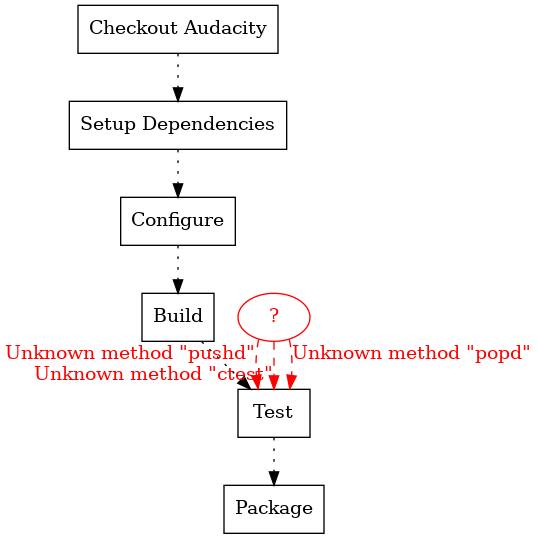 Checkout Audacity
Setup Dependencies
Configure
Build
?
Unknown method "pushd"
Unknown method "popd"
Unknown method "ctest"
Test
Package